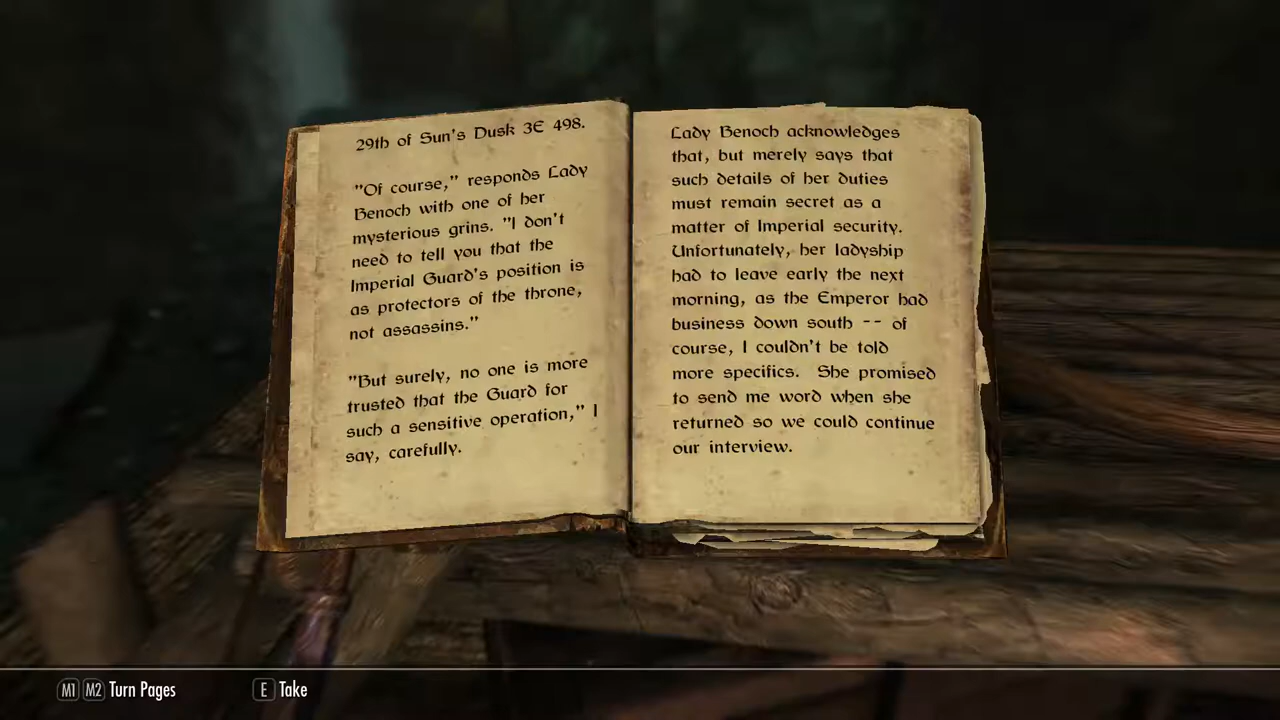 29th of Sun's Dusk 3E 498.
"Of course," responds Lady
Benoch with one of her
mysterious grins. "I don't
need to tell you that the
Imperial Guard's position is
as protectors of the throne,
not assassins."
"But surely, no one is more
trusted that the Guard for
such a sensitive operation," I
say, carefully.
Lady Benoch acknowledges
that, but merely says that
such details of her duties
must remain secret as a
matter of Imperial security.
Unfortunately, her ladyship
had to leave early the next
morning, as the Emperor had
business down south -- of
course, I couldn't be told
more specifics.  She promised
to send me word when she
returned so we could continue
our interview.
M1 M2 Turn Pages
E Take